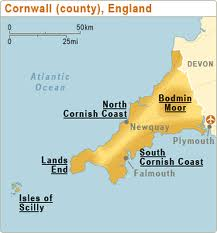 Cornwall (county), England
0 50km
0 25mi
Atlantic
Ocean
DEVON
Bodmin
Moor
North
Cornish Coast
Newquay
Plymouth
Lands
End
South
Cornish Coast
Falmouth
Isles of
Scilly